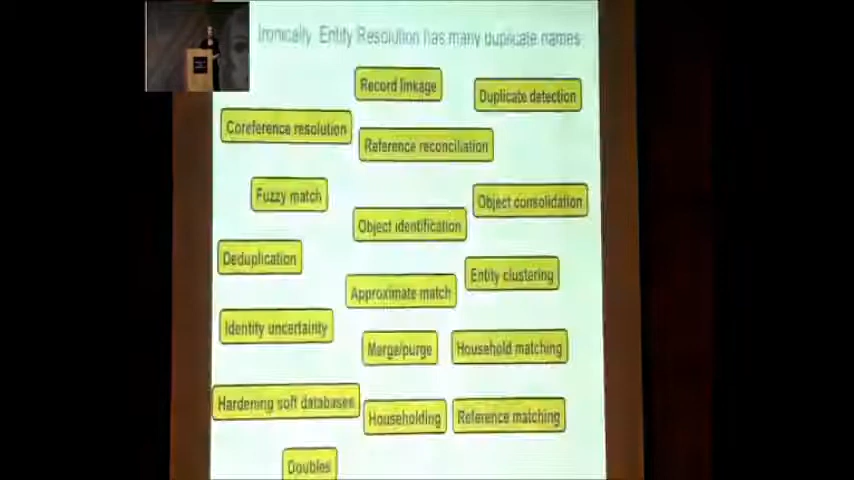 Ironically, Entity Resolution has many duplicate names
Record linkage
Duplicate detection
Coreference resolution
Reference reconciliation
Fuzzy match
Object consolidation
Object identification
Deduplication
Entity clustering
Approximate match
Identity uncertainty
Merge/purge
Household matching
Hardening soft databases
Householding
Reference matching
Doubles